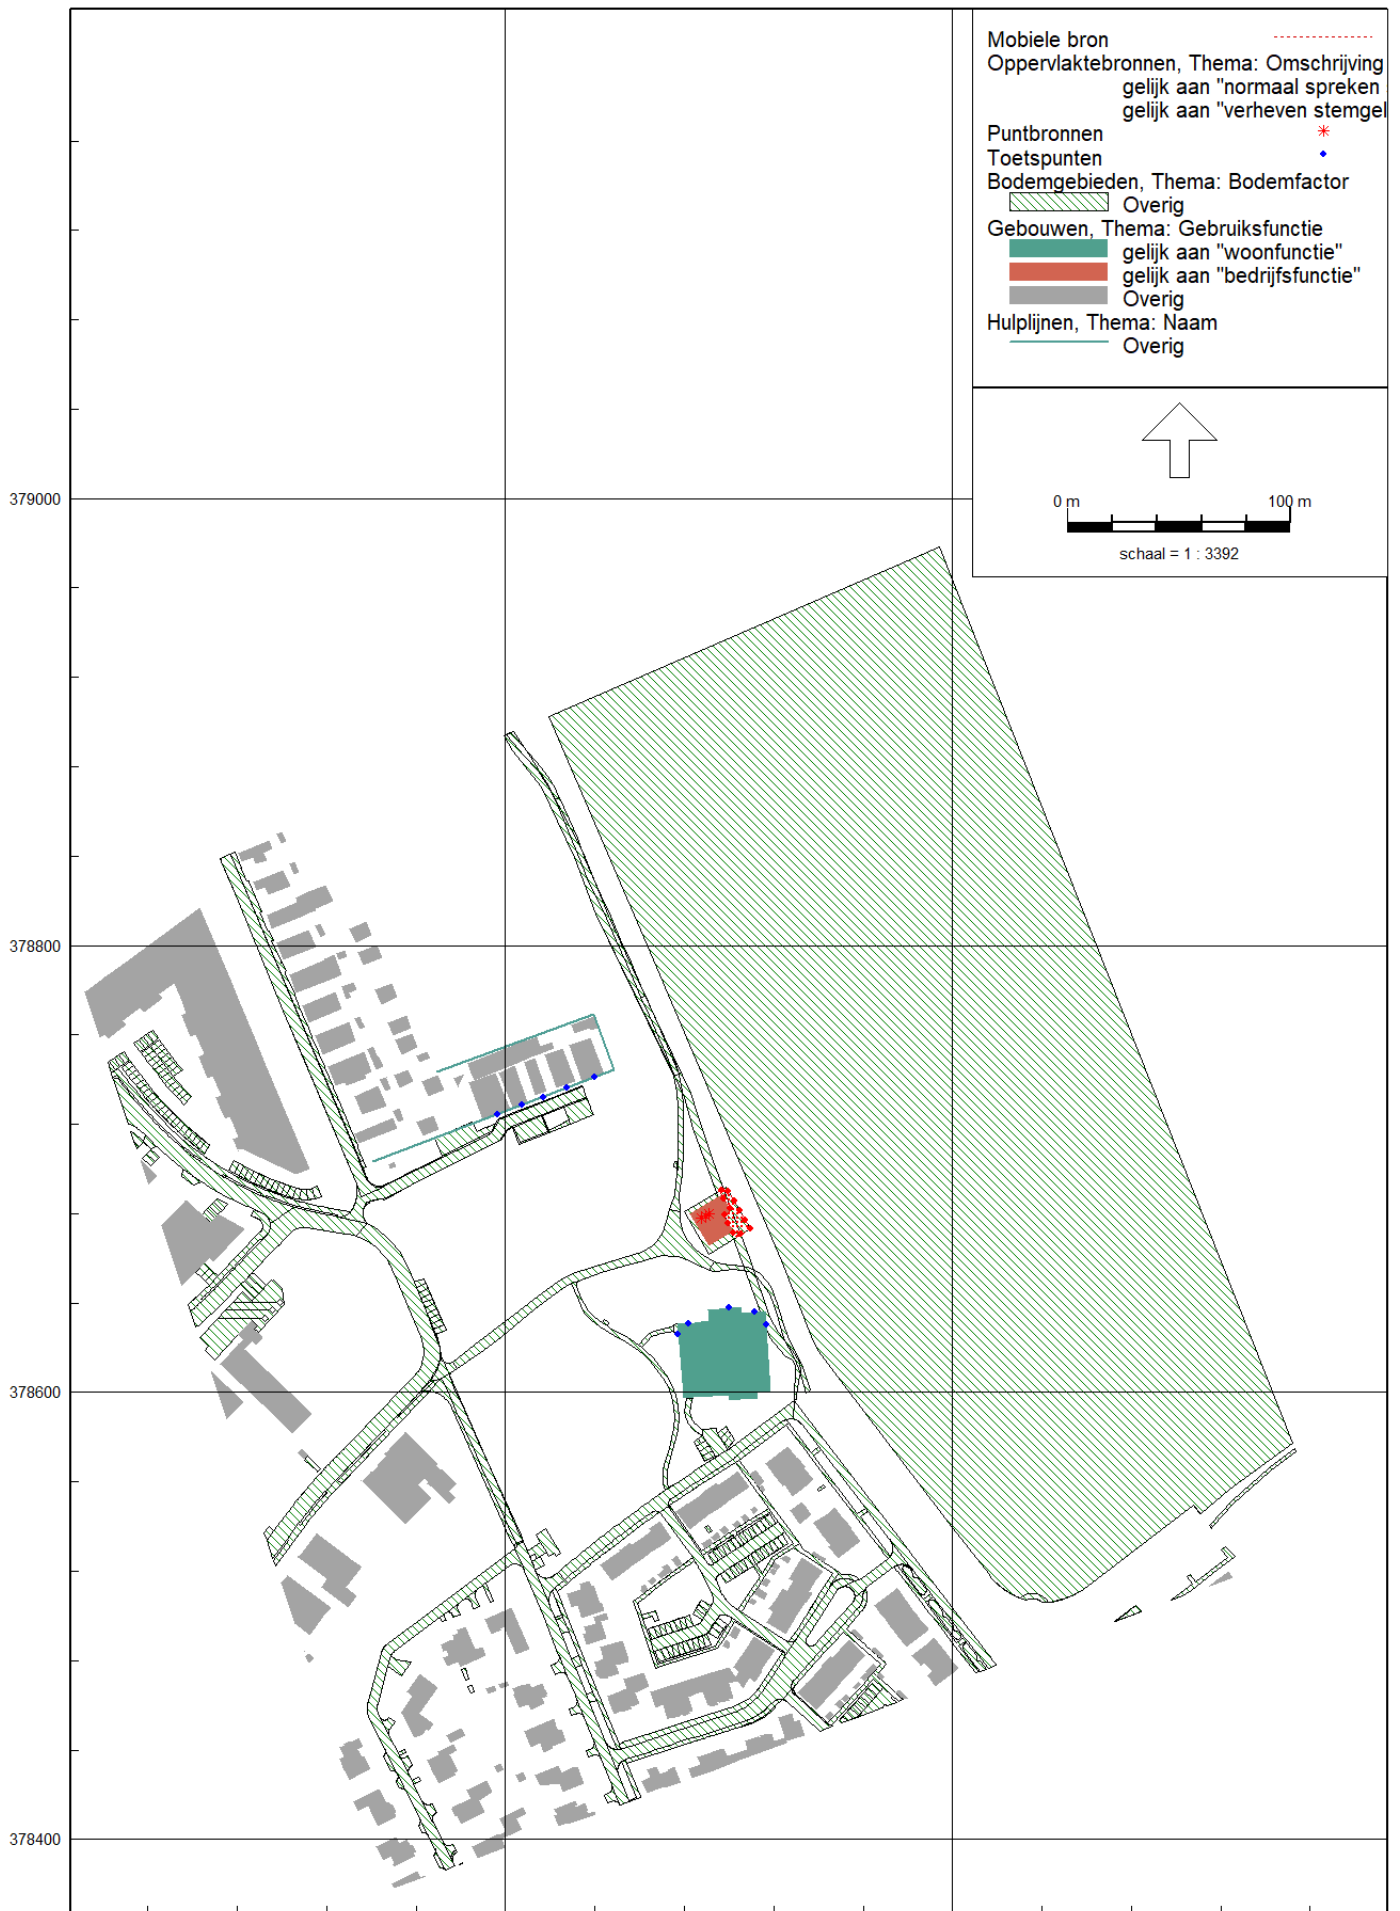 Mobiele bron
Oppervlaktebronnen, Thema: Omschrijving
gelijk aan "normaal spreken
gelijk aan "verheven stemgel
Puntbronnen
Toetspunten
Bodemgebieden, Thema: Bodemfactor
Overig
Gebouwen, Thema: Gebruiksfunctie
gelijk aan "woonfunctie"
gelijk aan "bedrijfsfunctie"
Overig
Hulplijnen, Thema: Naam
Overig
0 m 100 m
schaal = 1 : 3392
379000
378800
378600
378400